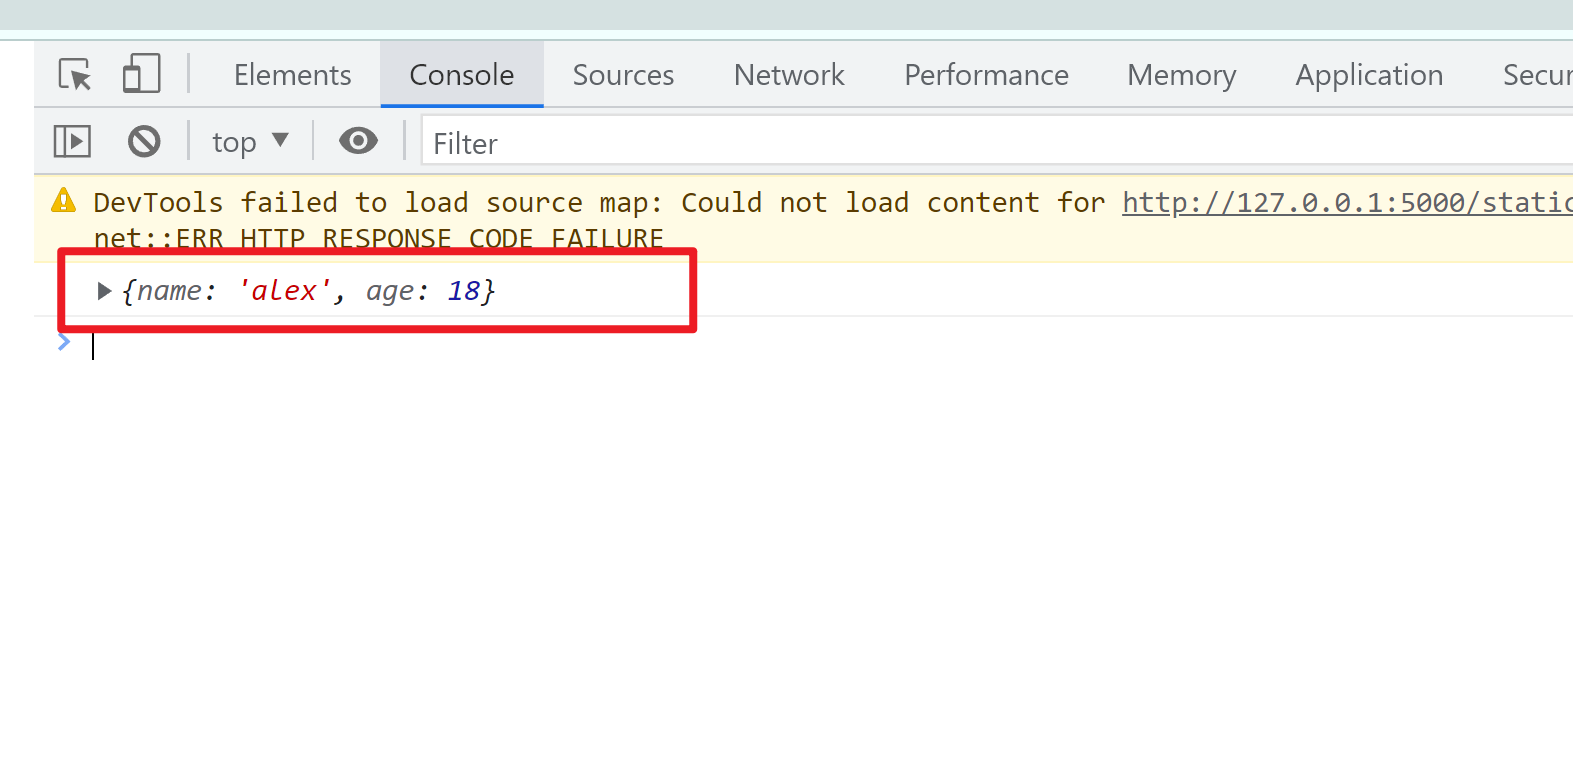 Elements Console Sources Network Performance Memory Application
top Filter
DevTools failed to load source map: Could not load content for http://127.0.0.1:5000/static
net::ERR_HTTP_RESPONSE_CODE_FAILURE
{name: 'alex', age: 18}